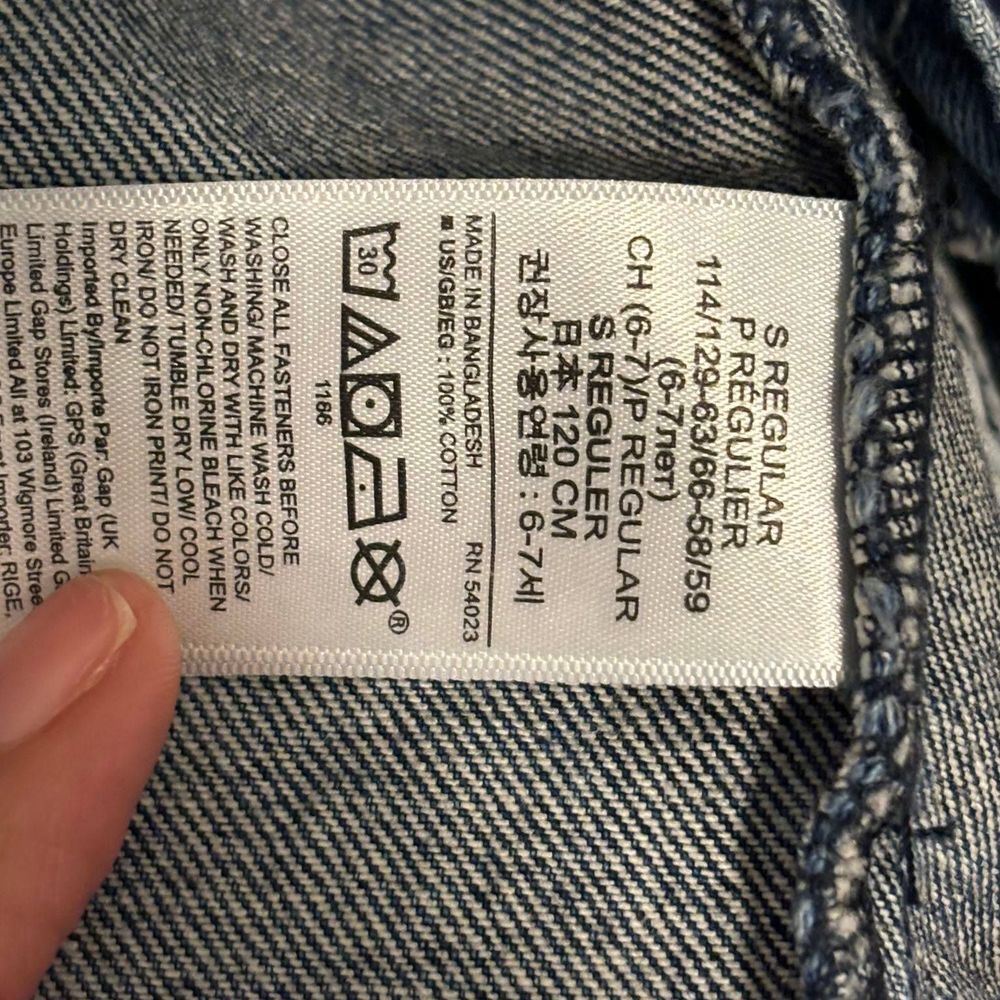 S REGULAR
P RÉGULIER
114/129-63/66-58/59
(6-7лет)
CH (6-7)/P REGULAR
S REGULER
日本 120 CM
권장사용연령 : 6-7세
MADE IN BANGLADESH RN 54023
■ US/GB/EG : 100% COTTON
30
®
1186
CLOSE ALL FASTENERS BEFORE
WASHING/ MACHINE WASH COLD/
WASH AND DRY WITH LIKE COLORS/
ONLY NON-CHLORINE BLEACH WHEN
NEEDED/ TUMBLE DRY LOW/ COOL
IRON/ DO NOT IRON PRINT/ DO NOT
DRY CLEAN
Imported By/Importe Par: Gap (UK
Holdings) Limited: GPS (Great Britain)
Limited Gap Stores (Ireland) Limited
Europe Limited All at 103 Wigmore
RIGE,